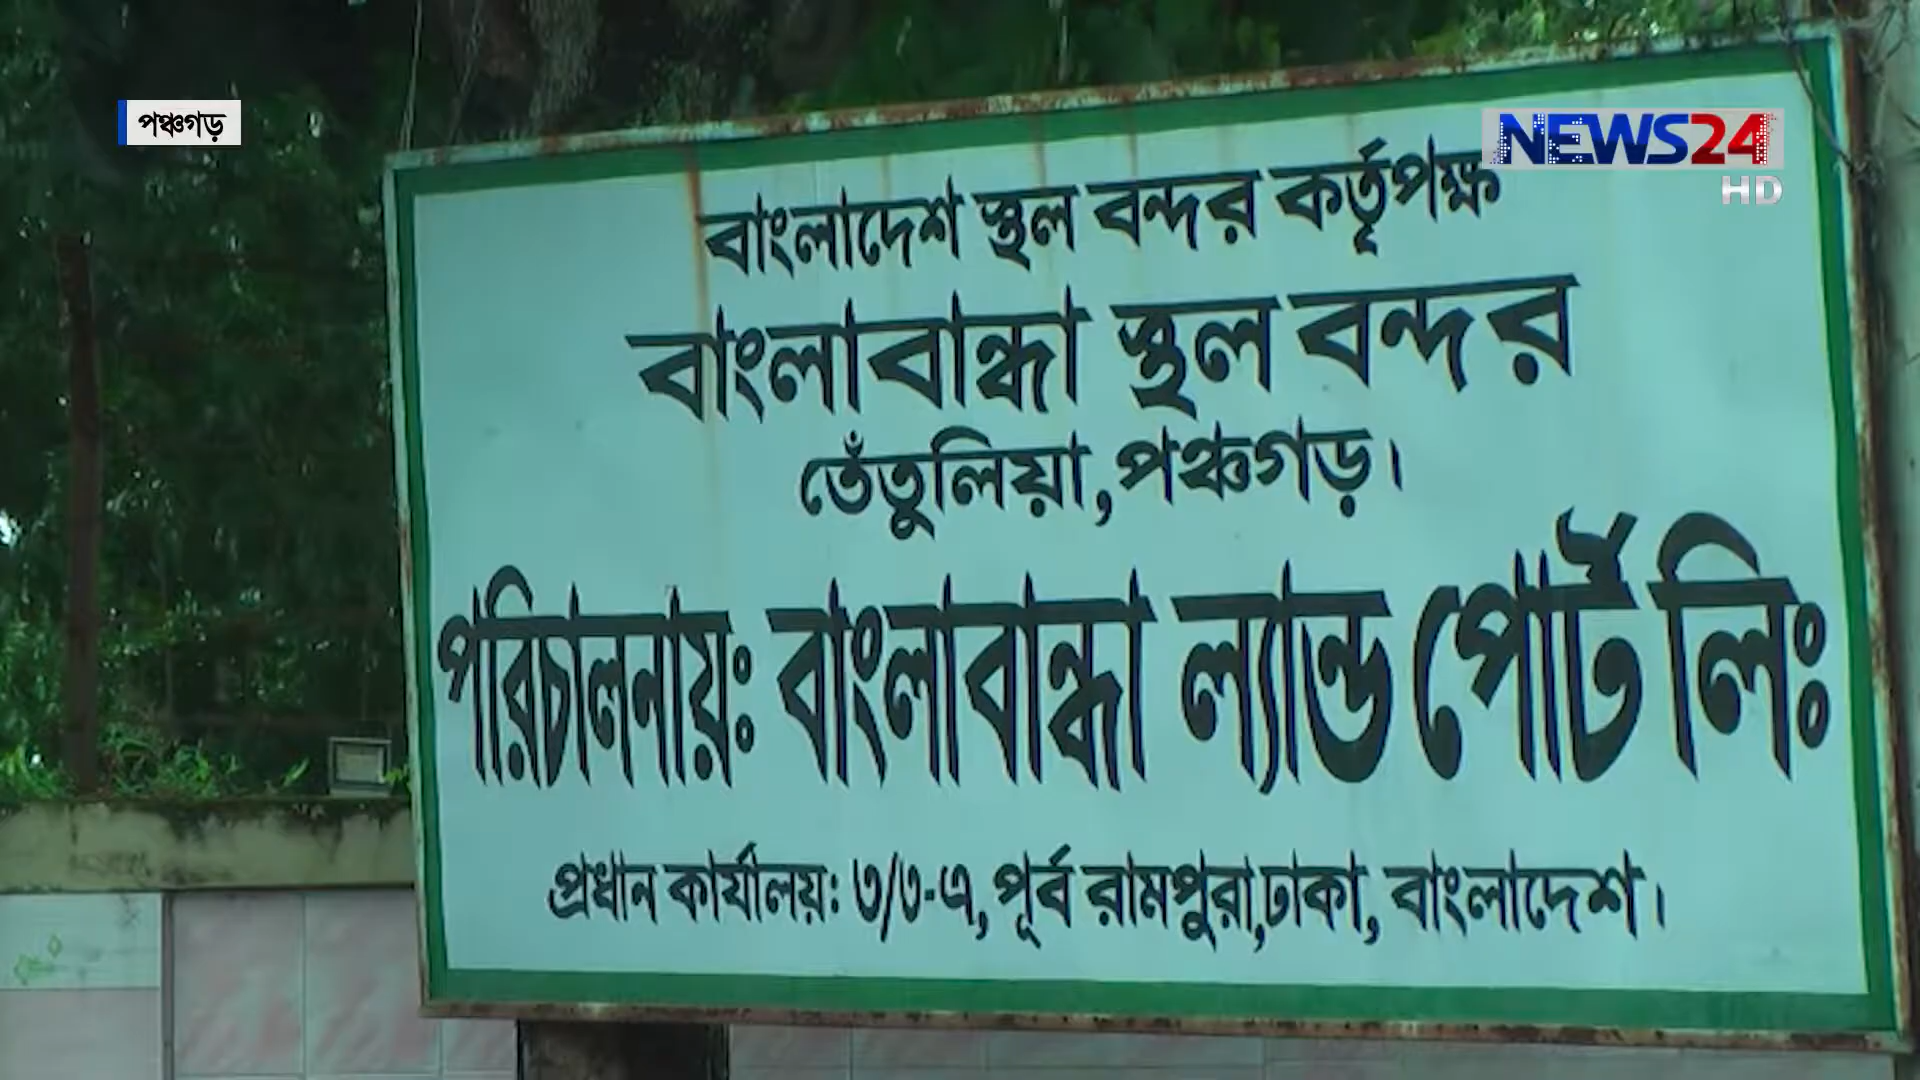 পঞ্চগড়
NEWS24
HD
বাংলাদেশ স্থল বন্দর কর্তৃপক্ষ
বাংলাবান্ধা স্থল বন্দর
তেঁতুলিয়া, পঞ্চগড়।
পরিচালনায়ঃ বাংলাবান্ধা ল্যান্ড পোর্ট লিঃ
প্রধান কার্যালয়ঃ ৩/৩-এ, পূর্ব রামপুরা, ঢাকা, বাংলাদেশ।